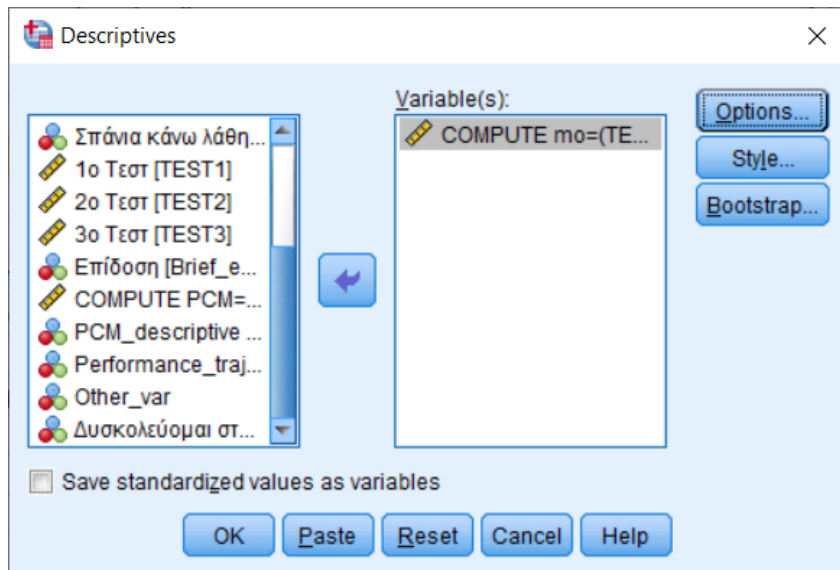 Descriptives
Variable(s):
Σπάνια κάνω λάθη...
1ο Τεστ [TEST1]
2ο Τεστ [TEST2]
3ο Τεστ [TEST3]
Επίδοση [Brief_e...
COMPUTE PCM=...
PCM_descriptive ...
Performance_traj...
Other_var
Δυσκολεύομαι στ...
COMPUTE mo=(TE...
Options...
Style...
Bootstrap...
Save standardized values as variables
OK
Paste
Reset
Cancel
Help